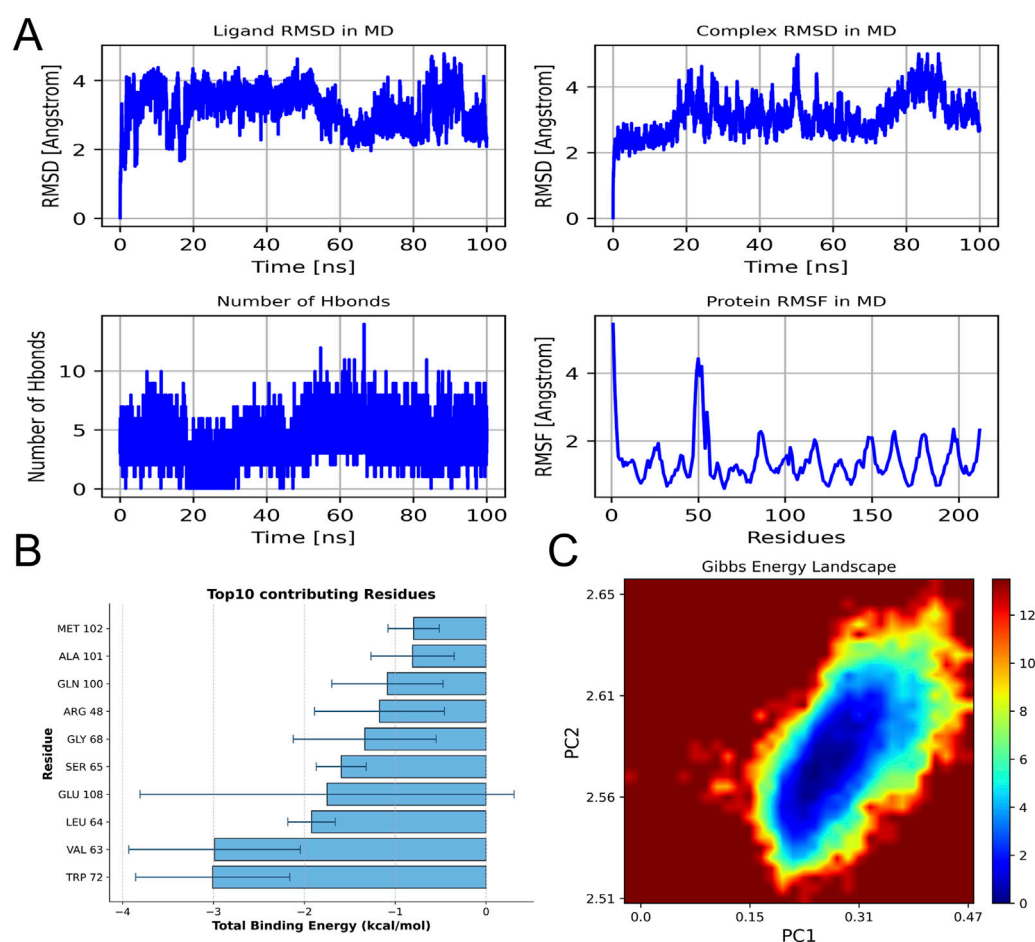 A
Ligand RMSD in MD
RMSD [Angstrom]
4
2
0
0 20 40 60 80 100
Time [ns]
Complex RMSD in MD
RMSD [Angstrom]
4
2
0
0 20 40 60 80 100
Time [ns]
Number of Hbonds
Number of Hbonds
10
5
0
0 20 40 60 80 100
Time [ns]
Protein RMSF in MD
RMSF [Angstrom]
4
2
0 50 100 150 200
Residues
B
Top10 contributing Residues
Residue
MET 102
ALA 101
GLN 100
ARG 48
GLY 68
SER 65
GLU 108
LEU 64
VAL 63
TRP 72
−4 −3 −2 −1 0
Total Binding Energy (kcal/mol)
C
Gibbs Energy Landscape
PC2
2.65
2.61
2.56
2.51
0.0 0.15 0.31 0.47
PC1
12
10
8
6
4
2
0